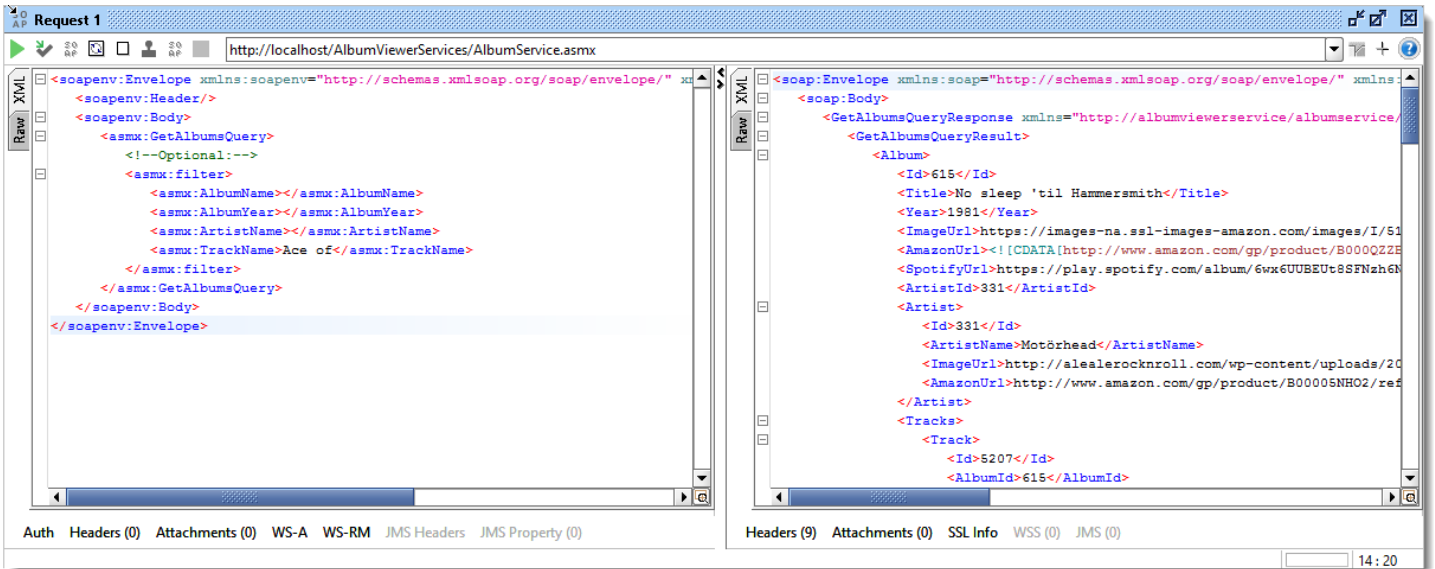 SOAP Request 1
SOAP SOAP http://localhost/AlbumViewerServices/AlbumService.asmx
XML
Raw
<soapenv:Envelope xmlns:soapenv="http://schemas.xmlsoap.org/soap/envelope/"
<soapenv:Header/>
<soapenv:Body>
<asmx:GetAlbumsQuery>
<!--Optional:-->
<asmx:filter>
<asmx:AlbumName></asmx:AlbumName>
<asmx:AlbumYear></asmx:AlbumYear>
<asmx:ArtistName></asmx:ArtistName>
<asmx:TrackName>Ace of</asmx:TrackName>
</asmx:filter>
</asmx:GetAlbumsQuery>
</soapenv:Body>
</soapenv:Envelope>
Auth Headers (0) Attachments (0) WS-A WS-RM JMS Headers JMS Property (0)
XML
Raw
<soap:Envelope xmlns:soap="http://schemas.xmlsoap.org/soap/envelope/" xmlns:
<soap:Body>
<GetAlbumsQueryResponse xmlns="http://albumviewerservice/albumservice/
<GetAlbumsQueryResult>
<Album>
<Id>615</Id>
<Title>No sleep 'til Hammersmith</Title>
<Year>1981</Year>
<ImageUrl>https://images-na.ssl-images-amazon.com/images/I/51
<AmazonUrl><![CDATA[http://www.amazon.com/gp/product/B000QZZE
<SpotifyUrl>https://play.spotify.com/album/6wx6UUBEUt8SFNzh6N
<ArtistId>331</ArtistId>
<Artist>
<Id>331</Id>
<ArtistName>Motörhead</ArtistName>
<ImageUrl>http://alealerocknroll.com/wp-content/uploads/20
<AmazonUrl>http://www.amazon.com/gp/product/B00005NHO2/ref
</Artist>
<Tracks>
<Track>
<Id>5207</Id>
<AlbumId>615</AlbumId>
Headers (9) Attachments (0) SSL Info WSS (0) JMS (0)
14 : 20